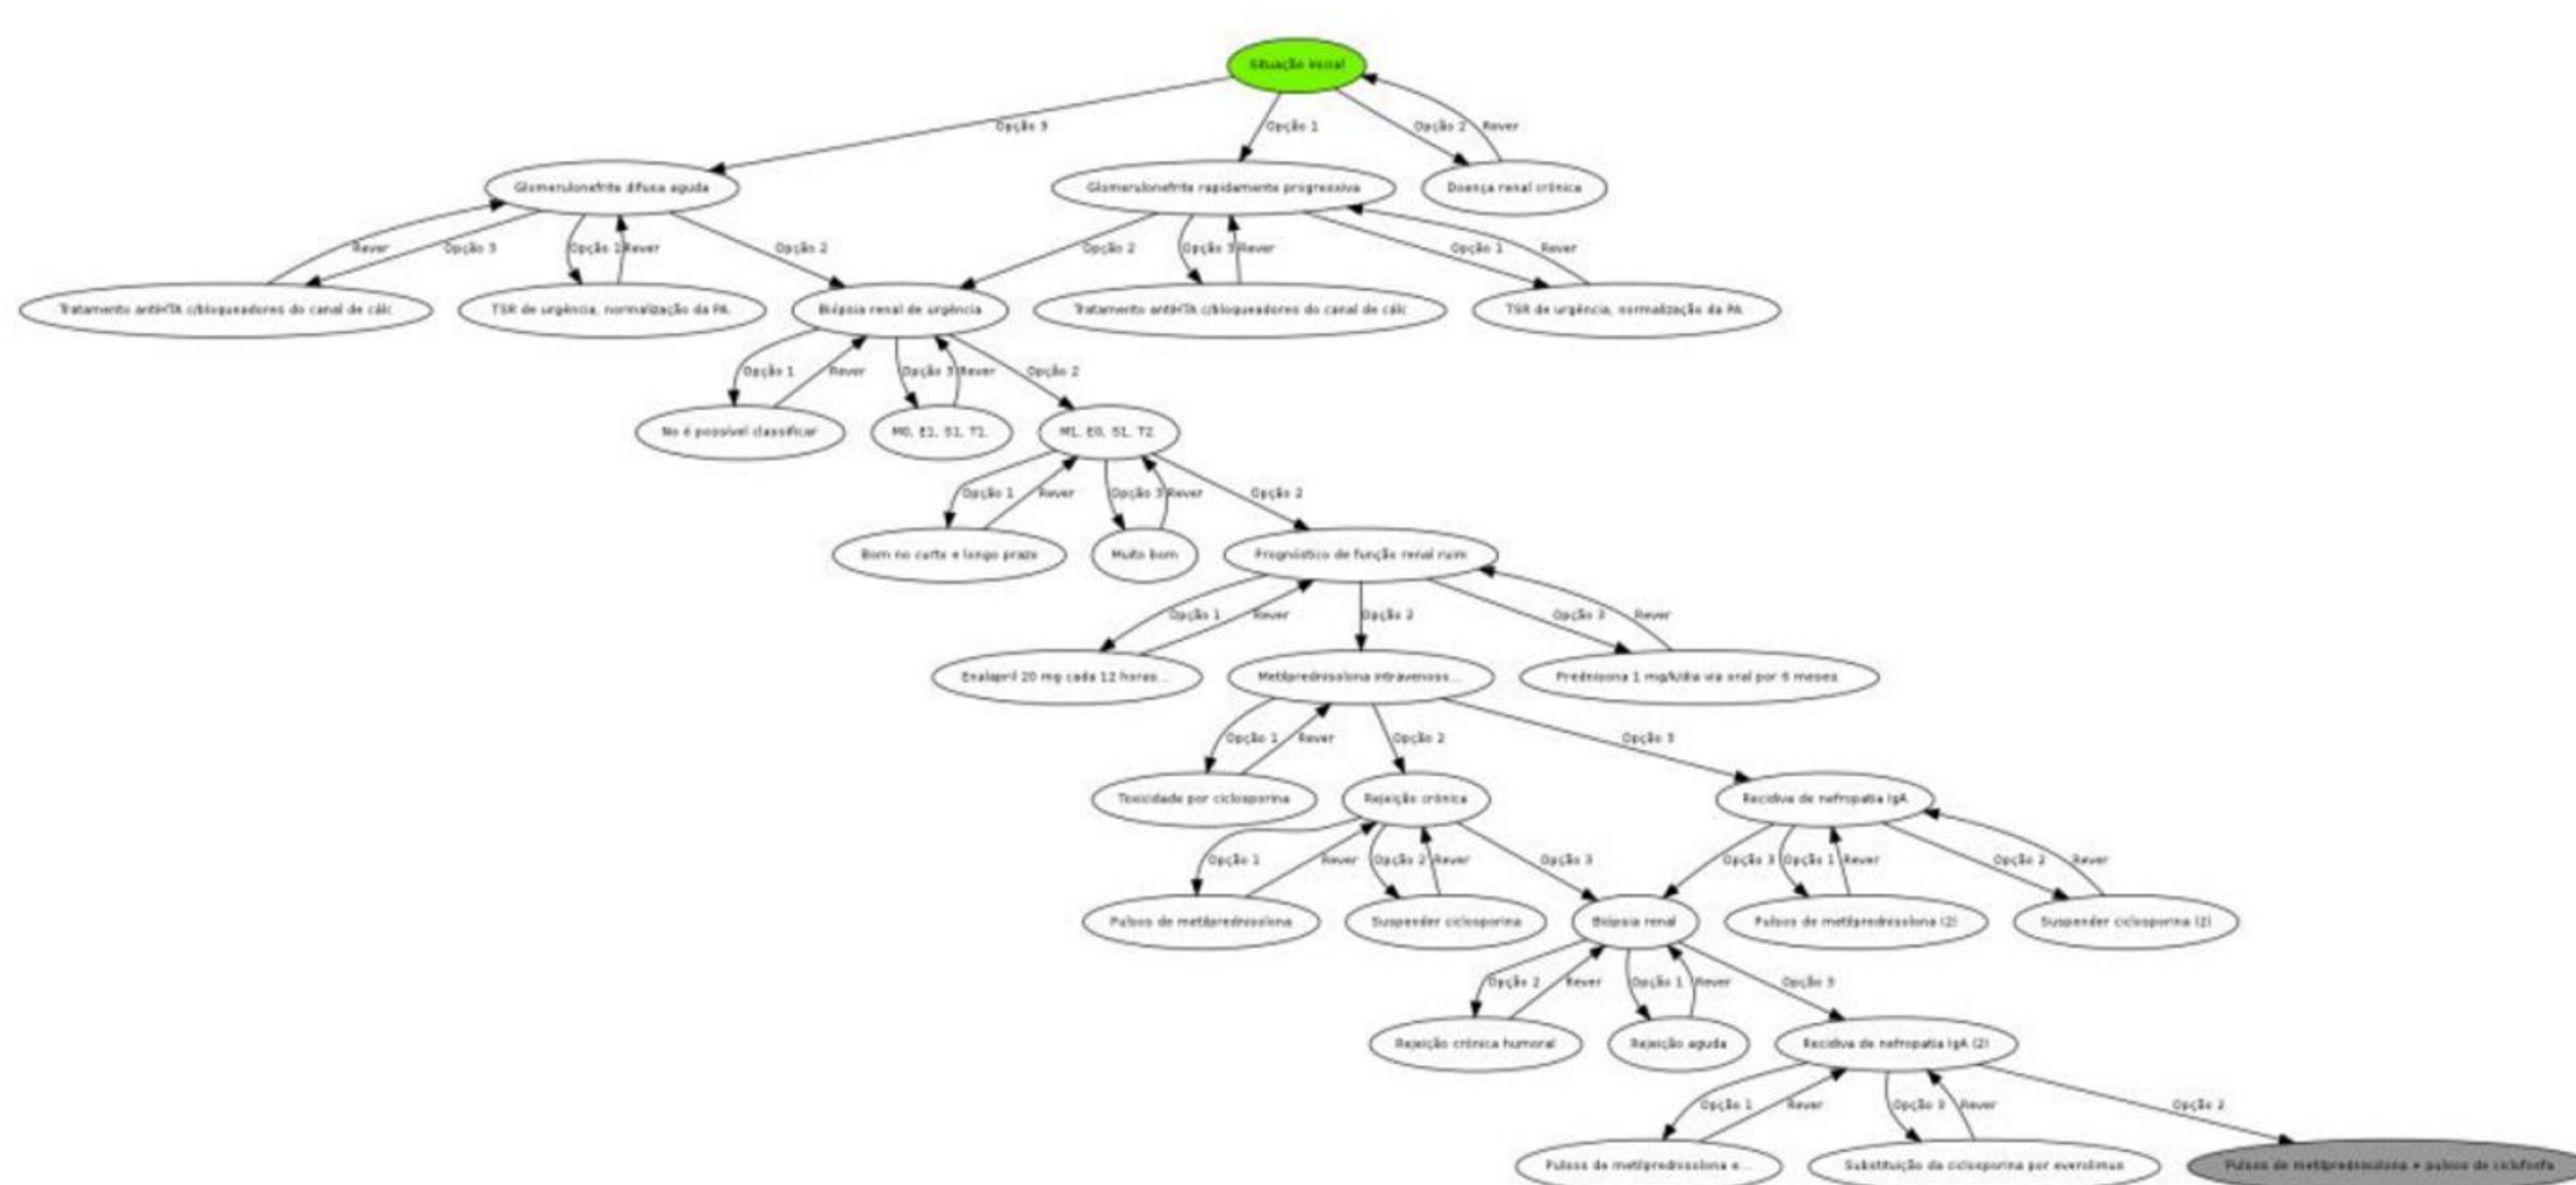 Situação inicial
Opção 3
Opção 1
Opção 2
Rever
Glomerulonefrite difusa aguda
Glomerulonefrite rapidamente progressiva
Doença renal crônica
Rever
Opção 3
Opção 1
Rever
Opção 2
Opção 2
Opção 3
Rever
Opção 1
Rever
Tratamento antiHTA c/bloqueadores do canal de cálc
TSR de urgência, normalização da PA.
Biópsia renal de urgência
Tratamento antiHTA c/bloqueadores do canal de cálc
TSR de urgência, normalização da PA.
Opção 1
Rever
Opção 3
Rever
Opção 2
No é possível classificar
M0, E1, S1, T1.
M1, E0, S1, T2.
Opção 1
Rever
Opção 3
Rever
Opção 2
Bom no curto e longo prazo
Muito bom
Prognóstico de função renal ruim
Opção 1
Rever
Opção 2
Opção 3
Rever
Enalapril 20 mg cada 12 horas...
Metilprednisolona intravenosa...
Prednisona 1 mg/k/dia via oral por 6 meses
Opção 1
Rever
Opção 2
Opção 3
Toxicidade por ciclosporina
Rejeição crônica
Recidiva de nefropatia IgA
Opção 1
Rever
Opção 2
Rever
Opção 3
Opção 3
Opção 1
Rever
Opção 2
Rever
Pulsos de metilprednisolona
Suspender ciclosporina
Biópsia renal
Pulsos de metilprednisolona (2)
Suspender ciclosporina (2)
Opção 2
Rever
Opção 1
Rever
Opção 3
Rejeição crônica humoral
Rejeição aguda
Recidiva de nefropatia IgA (2)
Opção 1
Rever
Opção 3
Rever
Opção 2
Pulsos de metilprednisolona e...
Substituição da ciclosporina por everolimus
Pulsos de metilprednisolona + pulsos de ciclofosfa